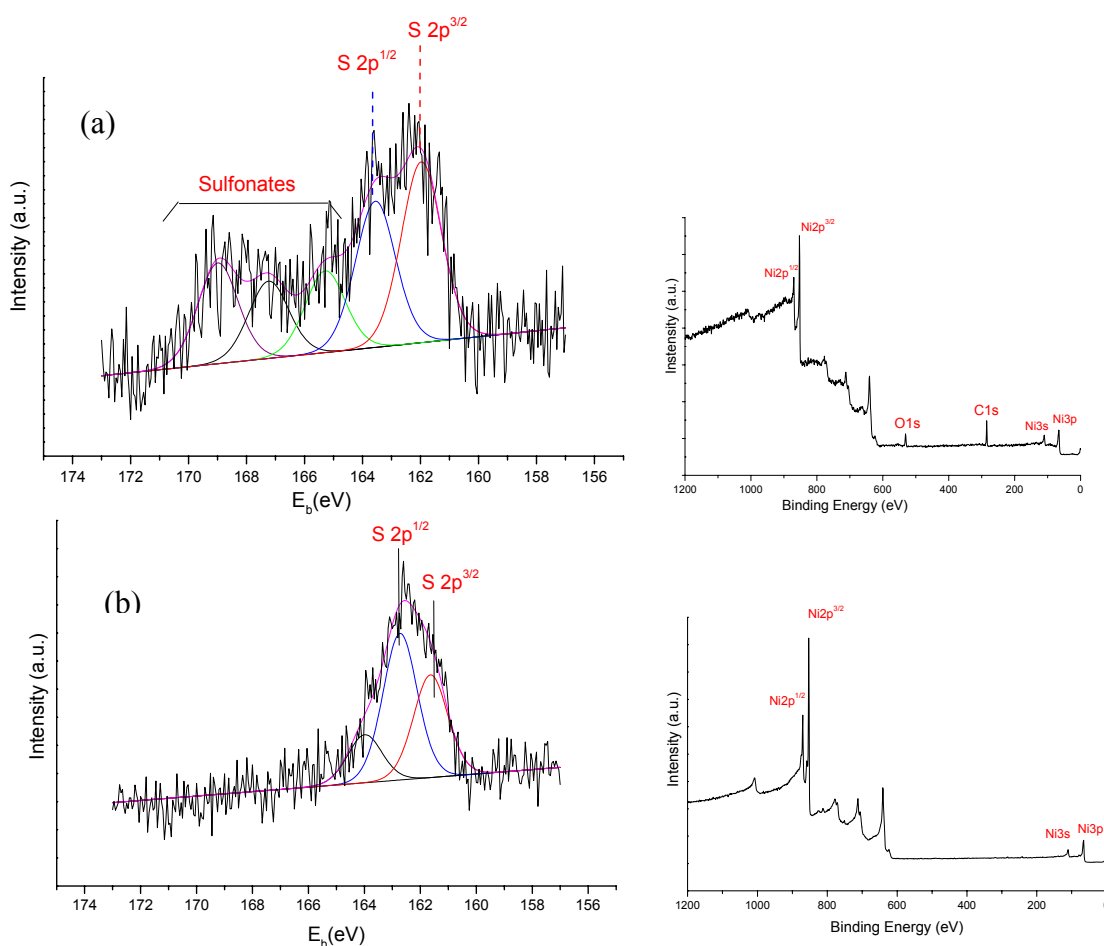 (a)
S 2p1/2
S 2p3/2
Sulfonates
Intensity (a.u.)
174 172 170 168 166 164 162 160 158 156
Eb(eV)
Ni2p3/2
Ni2p1/2
O1s
C1s
Ni3s
Ni3p
Instensity (a.u.)
1200 1000 800 600 400 200 0
Binding Energy (eV)
(b)
S 2p1/2
S 2p3/2
Intensity (a.u.)
174 172 170 168 166 164 162 160 158 156
Eb(eV)
Ni2p3/2
Ni2p1/2
Ni3s
Ni3p
Intensity (a.u.)
1200 1000 800 600 400 200
Binding Energy (eV)